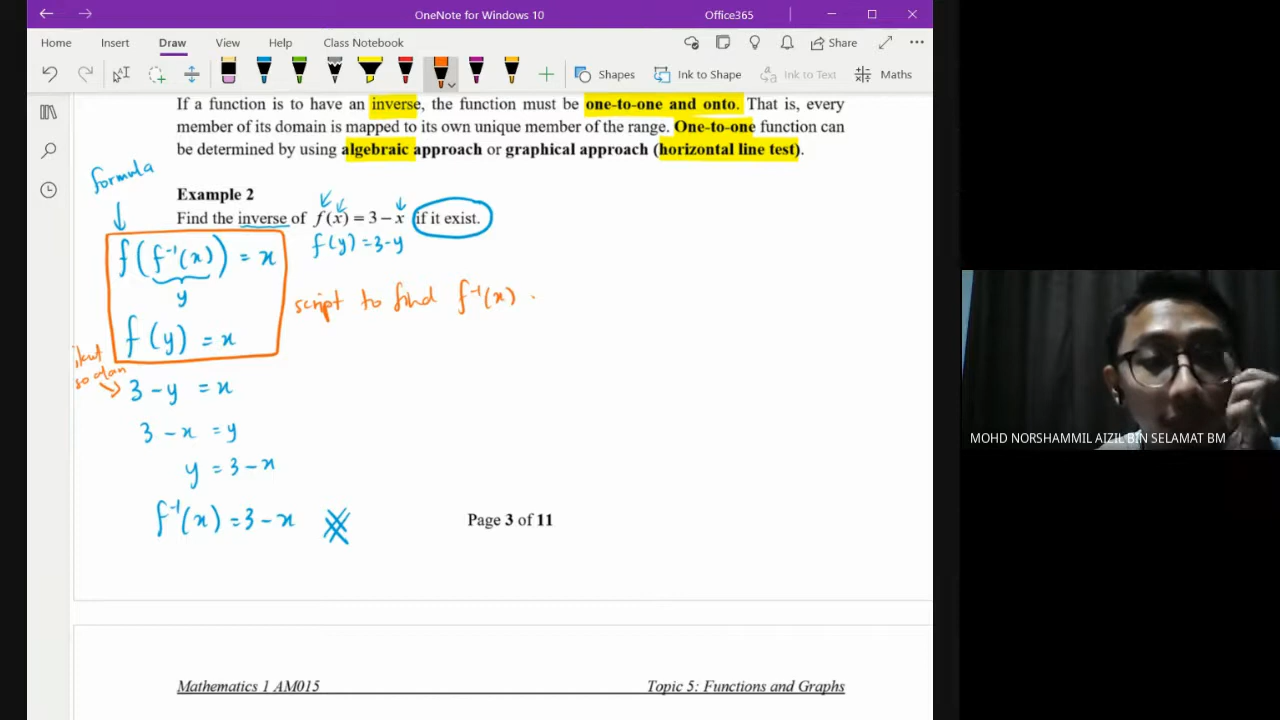 OneNote for Windows 10
Office365
Home Insert Draw View Help Class Notebook
Share
Shapes Ink to Shape Ink to Text Maths
If a function is to have an inverse, the function must be one-to-one and onto. That is, every
member of its domain is mapped to its own unique member of the range. One-to-one function can
be determined by using algebraic approach or graphical approach (horizontal line test).
formula
Example 2
Find the inverse of f(x) = 3 − x if it exist.
f(y) = 3-y
f(f⁻¹(x)) = x
y
script to find f⁻¹(x).
f(y) = x
ikut
soalan
3 - y = x
3 - x = y
y = 3 - x
f⁻¹(x) = 3 - x
Page 3 of 11
MOHD NORSHAMMIL AIZIL BIN SELAMAT BM
Mathematics 1 AM015 Topic 5: Functions and Graphs